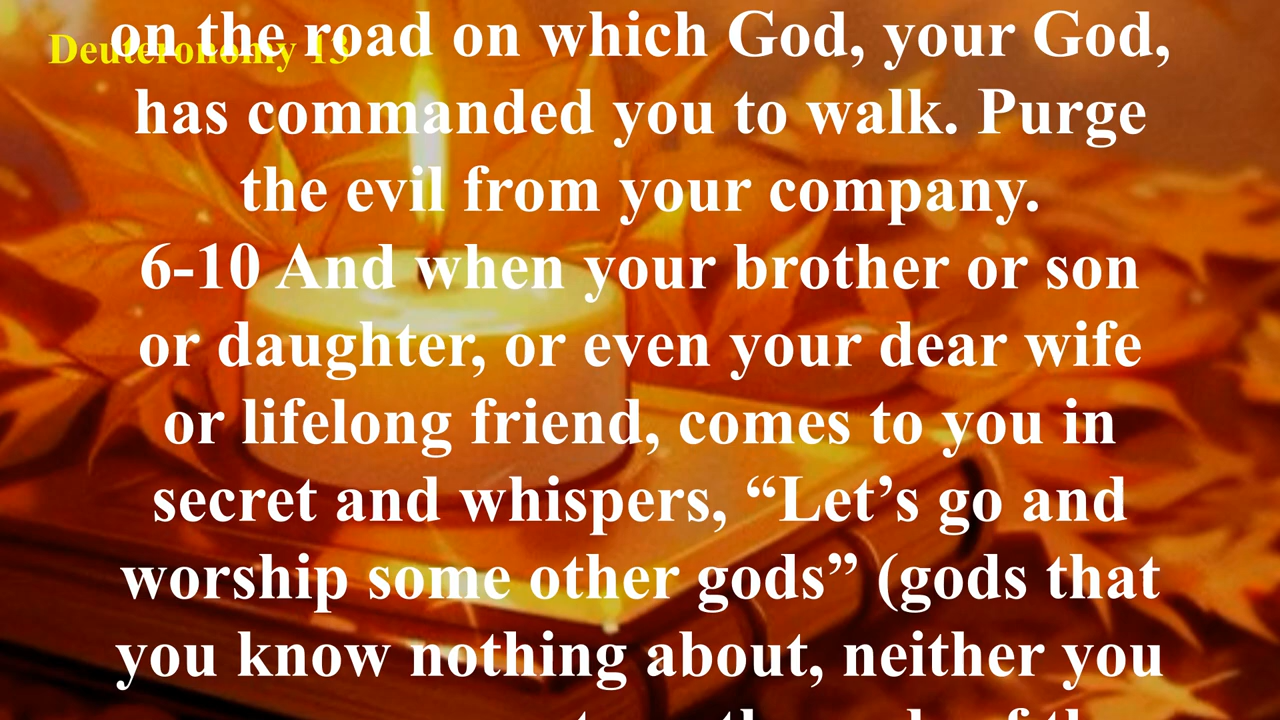 Deuteronomy 13
on the road on which God, your God,
has commanded you to walk. Purge
the evil from your company.
6-10 And when your brother or son
or daughter, or even your dear wife
or lifelong friend, comes to you in
secret and whispers, “Let’s go and
worship some other gods” (gods that
you know nothing about, neither you